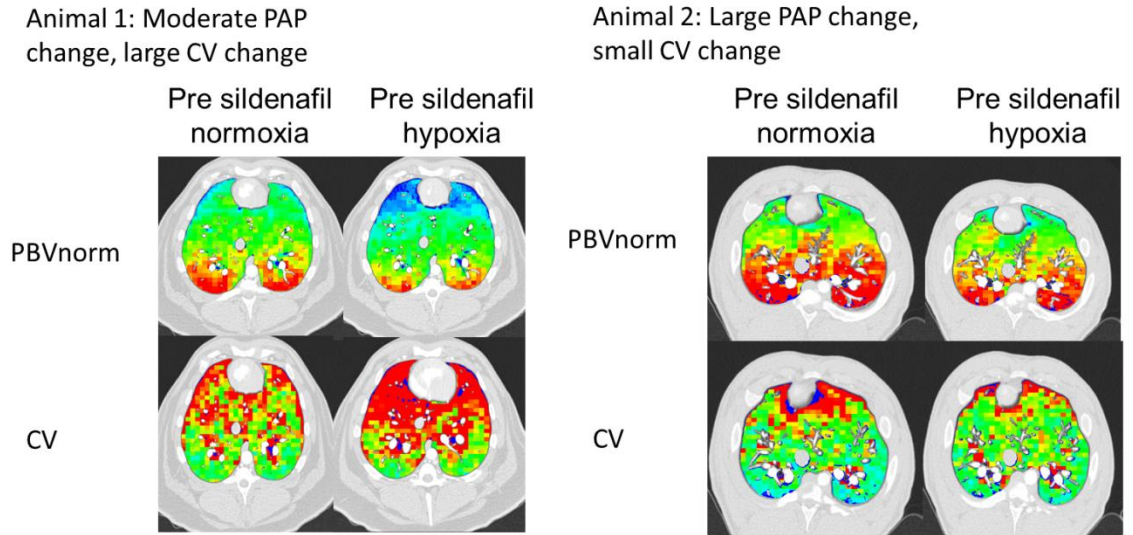 Animal 1: Moderate PAP
change, large CV change
Pre sildenafil
normoxia
Pre sildenafil
hypoxia
PBVnorm
CV
Animal 2: Large PAP change,
small CV change
Pre sildenafil
normoxia
Pre sildenafil
hypoxia
PBVnorm
CV